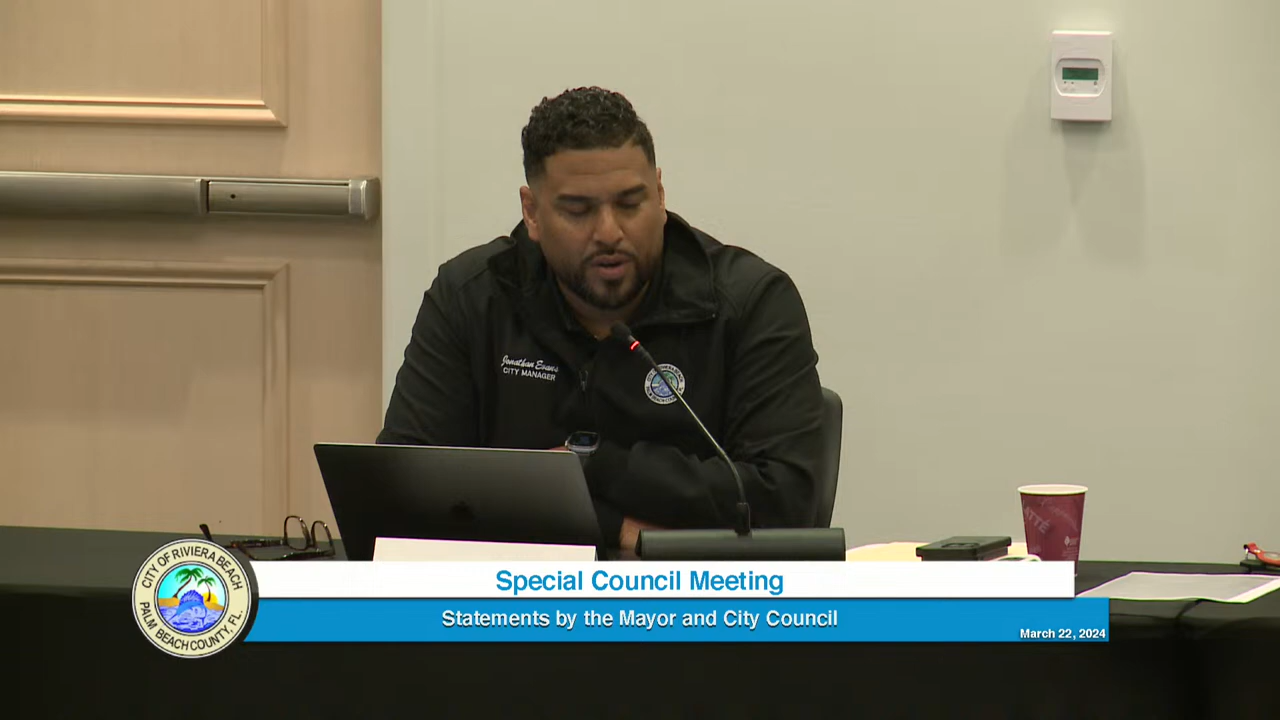 Jonathan Evans
CITY MANAGER
ATTÉ
CITY OF RIVIERA BEACH
PALM BEACH COUNTY, FL.
Special Council Meeting
Statements by the Mayor and City Council
March 22, 2024